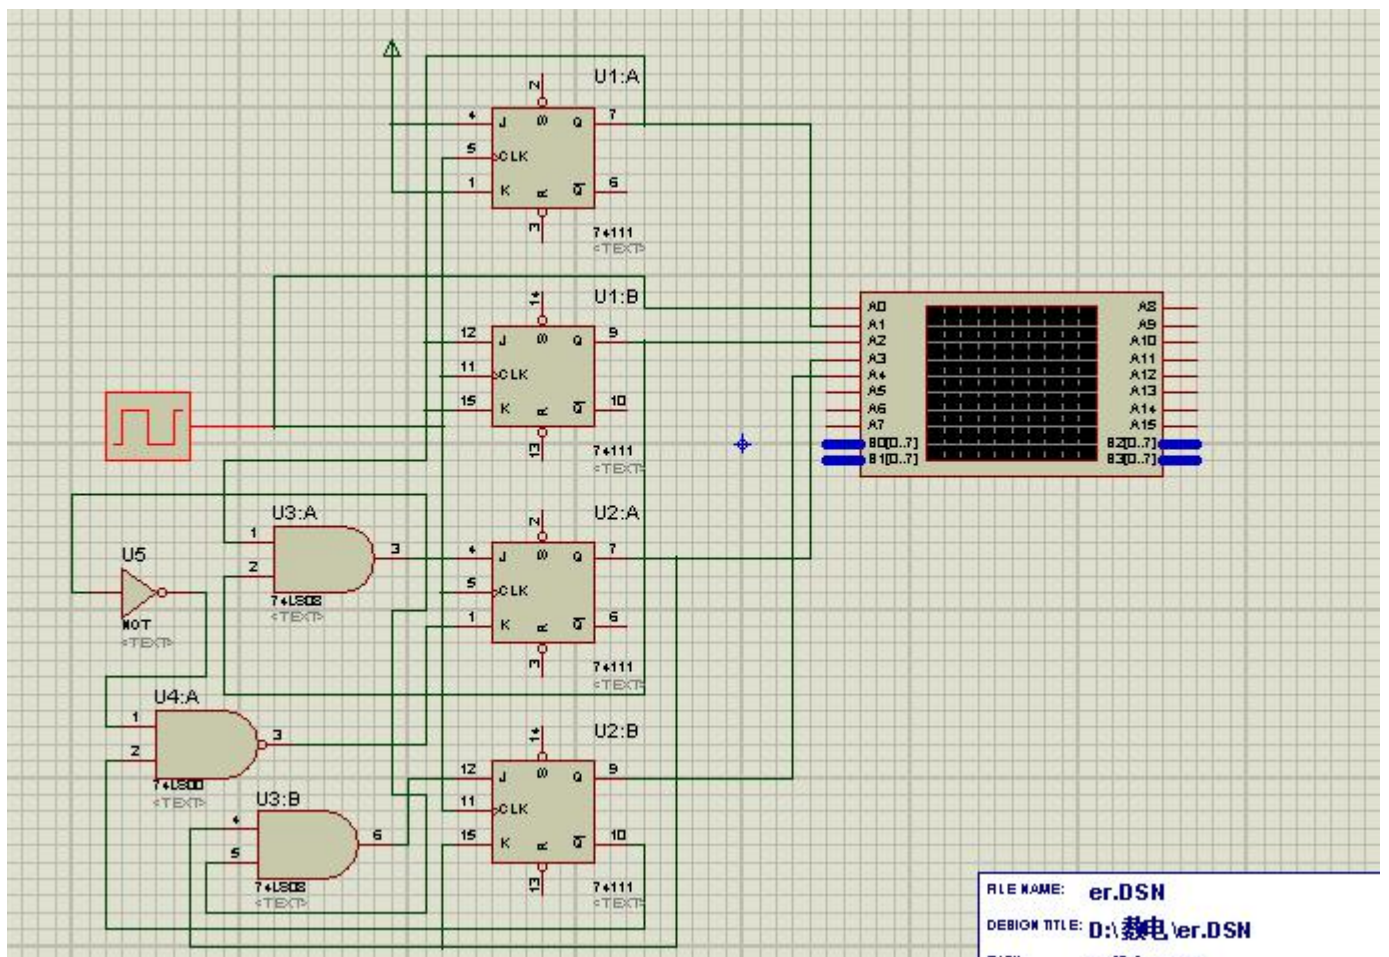 U1:A
2
4 J S Q 7
5 CLK
1 K R Q 6
3
74111
<TEXT>
U1:B
14
12 J S Q 9
11 CLK
15 K R Q 10
13
74111
<TEXT>
A0 A8
A1 A9
A2 A10
A3 A11
A4 A12
A5 A13
A6 A14
A7 A15
B0[0..7] B2[0..7]
B1[0..7] B3[0..7]
U3:A
1
2
3
74LS08
<TEXT>
U5
NOT
<TEXT>
U2:A
2
4 J S Q 7
5 CLK
1 K R Q 6
3
74111
<TEXT>
U4:A
1
2
3
74LS00
<TEXT>
U3:B
4
5
6
74LS08
<TEXT>
U2:B
14
12 J S Q 9
11 CLK
15 K R Q 10
13
74111
<TEXT>
FILE NAME: er.DSN
DESIGN TITLE: D:\数电\er.DSN